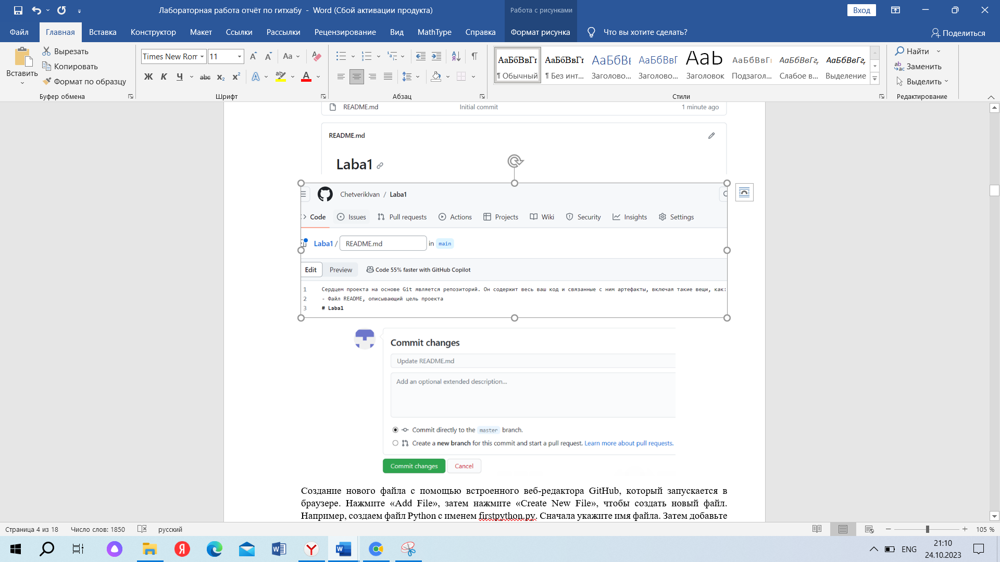 Лабораторная работа отчёт по гитхабу - Word (Сбой активации продукта)
Работа с рисунками
Вход
Файл
Главная
Вставка
Конструктор
Макет
Ссылки
Рассылки
Рецензирование
Вид
MathType
Справка
Формат рисунка
Что вы хотите сделать?
Поделиться
Вставить
Вырезать
Копировать
Формат по образцу
Буфер обмена
Times New Rom
11
Aa
Ж К Ч abc x₂ x²
Шрифт
Абзац
АаБбВвГг АаБбВвГг АаБбВв АаБбВвГ АаЬ АаБбВвГг АаБбВвГг, АаБбВвГг,
¶ Обычный ¶ Без инт... Заголово... Заголово... Заголовок Подзагол... Слабое в... Выделение
Стили
Найти
Заменить
Выделить
Редактирование
README.md Initial commit 1 minute ago
README.md
Laba1
ChetverikIvan / Laba1
Code Issues Pull requests Actions Projects Wiki Security Insights Settings
Laba1 / README.md in main
Edit Preview Code 55% faster with GitHub Copilot
1 Сердцем проекта на основе Git является репозиторий. Он содержит весь ваш код и связанные с ним артефакты, включая такие вещи, как:
2 - Файл README, описывающий цель проекта
3 # Laba1
Commit changes
Update README.md
Add an optional extended description...
Commit directly to the master branch.
Create a new branch for this commit and start a pull request. Learn more about pull requests.
Commit changes Cancel
Создание нового файла с помощью встроенного веб-редактора GitHub, который запускается в
браузере. Нажмите «Add File», затем нажмите «Create New File», чтобы создать новый файл.
Например, создаем файл Python с именем firstpython.py. Сначала укажите имя файла. Затем добавьте
Страница 4 из 18 Число слов: 1850 русский
105 %
ENG
21:10
24.10.2023